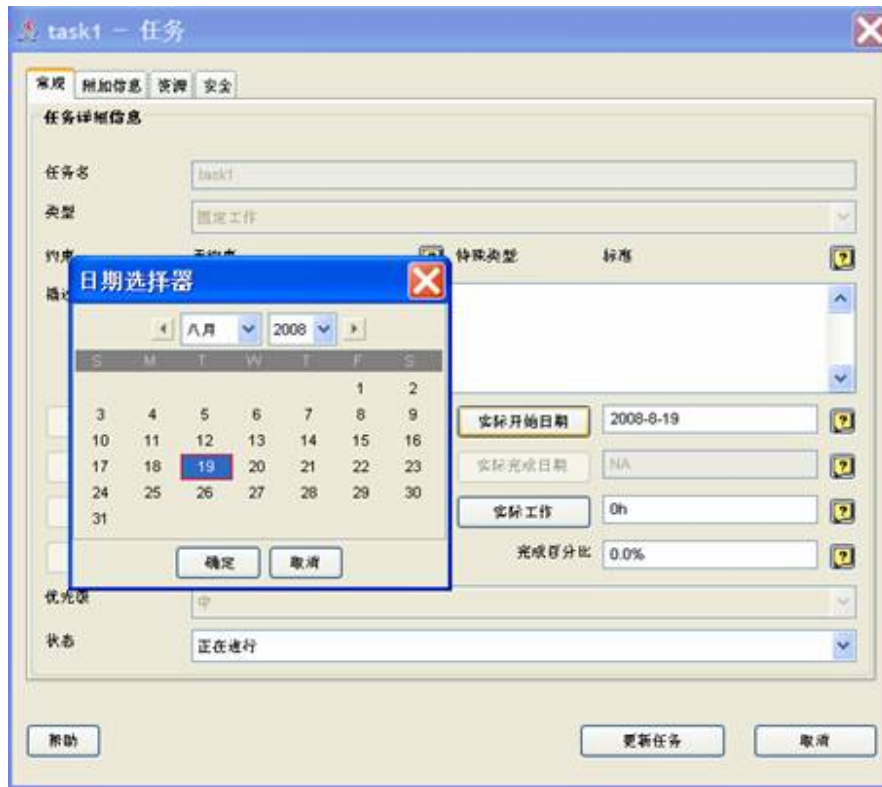 task1 - 任务
常规 附加信息 资源 安全
任务详细信息
任务名 task1
类型 固定工作
约束 无约束 特殊类型 标准
日期选择器
八月 2008
S M T W T F S
1 2
3 4 5 6 7 8 9
10 11 12 13 14 15 16
17 18 19 20 21 22 23
24 25 26 27 28 29 30
31
确定 取消
实际开始日期 2008-8-19
实际完成日期 NA
实际工作 0h
完成百分比 0.0%
优先级 中
状态 正在进行
帮助 更新任务 取消